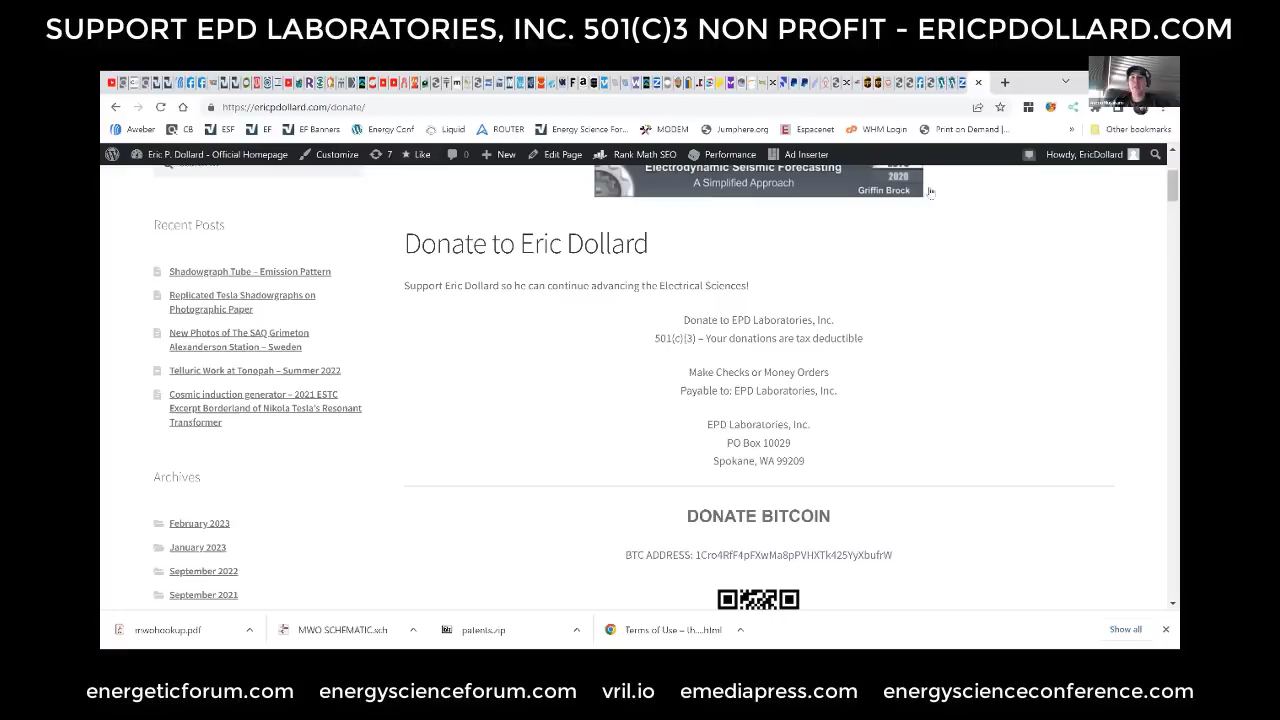 SUPPORT EPD LABORATORIES, INC. 501(C)3 NON PROFIT - ERICPDOLLARD.COM
https://ericpdollard.com/donate/
Aweber CB ESF EF EF Banners Energy Conf Liquid ROUTER Energy Science For... MODEM Jumphere.org Espacenet WHM Login Print on Demand |... » Other bookmarks
Eric P. Dollard - Official Homepage Customize 7 Like 0 New Edit Page Rank Math SEO Performance Ad Inserter Howdy, EricDollard
Electrodynamic Seismic Forecasting
A Simplified Approach
2020
Griffin Brock
Recent Posts
Shadowgraph Tube – Emission Pattern
Replicated Tesla Shadowgraphs on
Photographic Paper
New Photos of The SAQ Grimeton
Alexanderson Station – Sweden
Telluric Work at Tonopah – Summer 2022
Cosmic induction generator – 2021 ESTC
Excerpt Borderland of Nikola Tesla's Resonant
Transformer
Archives
February 2023
January 2023
September 2022
September 2021
Donate to Eric Dollard
Support Eric Dollard so he can continue advancing the Electrical Sciences!
Donate to EPD Laboratories, Inc.
501(c)(3) – Your donations are tax deductible
Make Checks or Money Orders
Payable to: EPD Laboratories, Inc.
EPD Laboratories, Inc.
PO Box 10029
Spokane, WA 99209
DONATE BITCOIN
BTC ADDRESS: 1Cro4RfF4pFXwMa8pPVHXTk425YyXbufrW
mwohookup.pdf MWO SCHEMATIC.sch patents.zip Terms of Use – th....html Show all
energeticforum.com energyscienceforum.com vril.io emediapress.com energyscienceconference.com